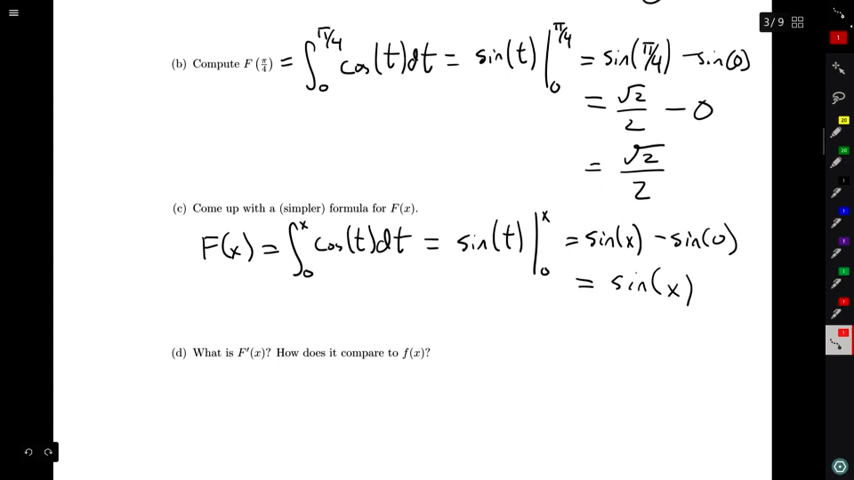 3/9
(b) Compute F(π/4) = ∫₀^{π/4} cos(t)dt = sin(t) |₀^{π/4} = sin(π/4) - sin(0)
= √2/2 - 0
= √2/2
(c) Come up with a (simpler) formula for F(x).
F(x) = ∫₀^x cos(t)dt = sin(t) |₀^x = sin(x) - sin(0)
= sin(x)
(d) What is F′(x)? How does it compare to f(x)?